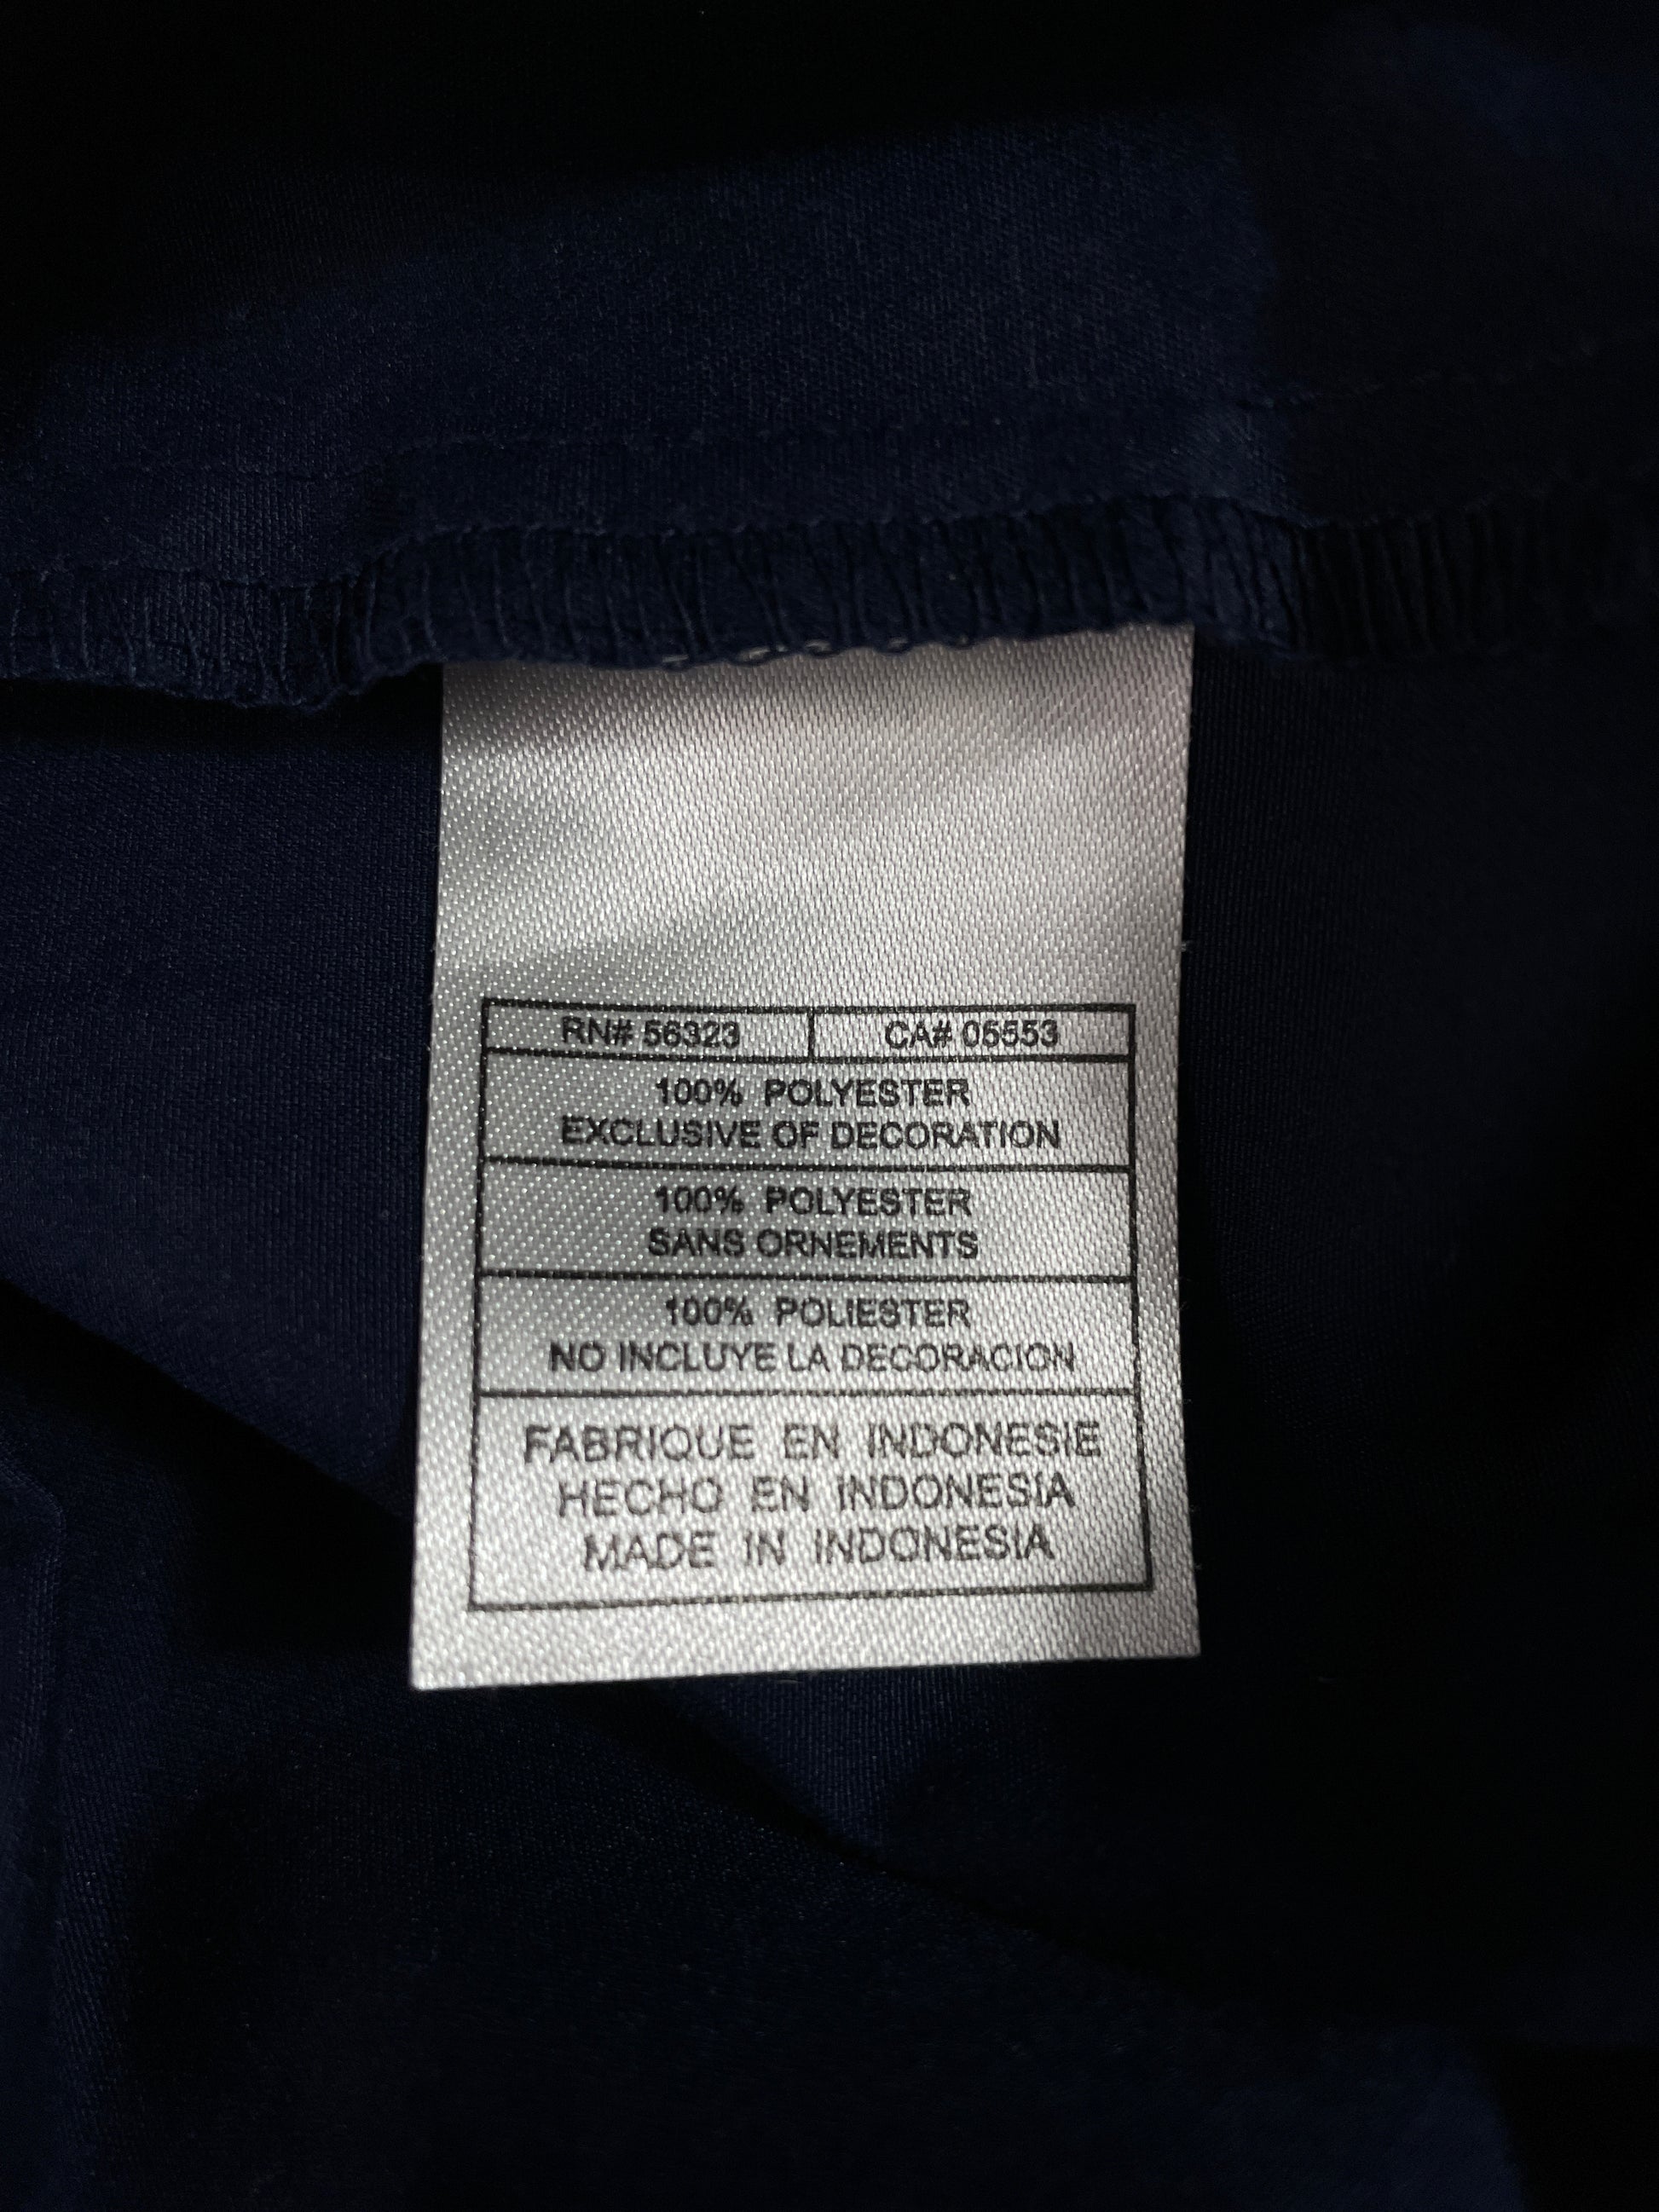 RN# 56323 CA# 05553
100% POLYESTER
EXCLUSIVE OF DECORATION
100% POLYESTER
SANS ORNEMENTS
100% POLIESTER
NO INCLUYE LA DECORACION
FABRIQUE EN INDONESIE
HECHO EN INDONESIA
MADE IN INDONESIA